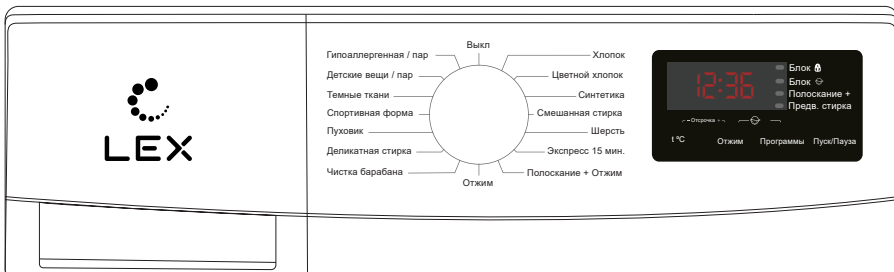 LEX
Выкл
Гипоаллергенная / пар
Детские вещи / пар
Темные ткани
Спортивная форма
Пуховик
Деликатная стирка
Чистка барабана
Отжим
Хлопок
Цветной хлопок
Синтетика
Смешанная стирка
Шерсть
Экспресс 15 мин.
Полоскание + Отжим
12:36
Блок
Блок
Полоскание +
Предв. стирка
- Отсрочка +
t ºC Отжим Программы Пуск/Пауза